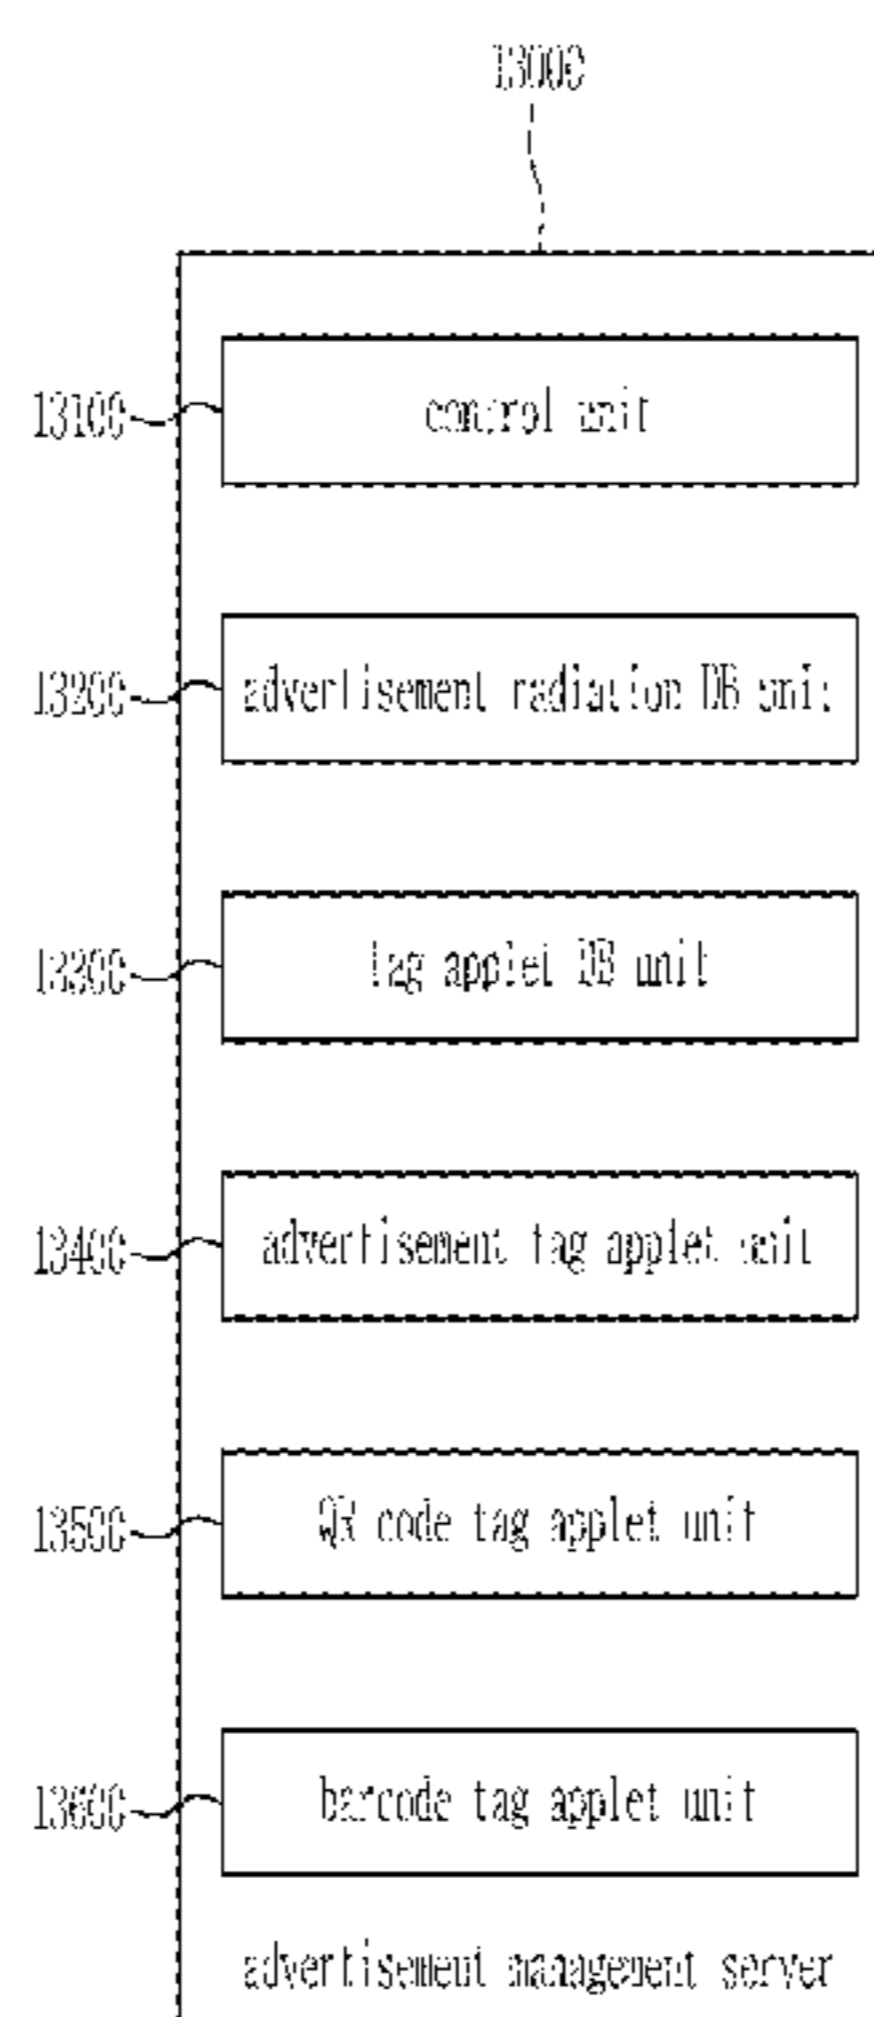 13000
13100 control unit
13200 advertisement radiation DB unit
13300 tag applet DB unit
13400 advertisement tag applet unit
13500 QR code tag applet unit
13600 barcode tag applet unit
advertisement management server